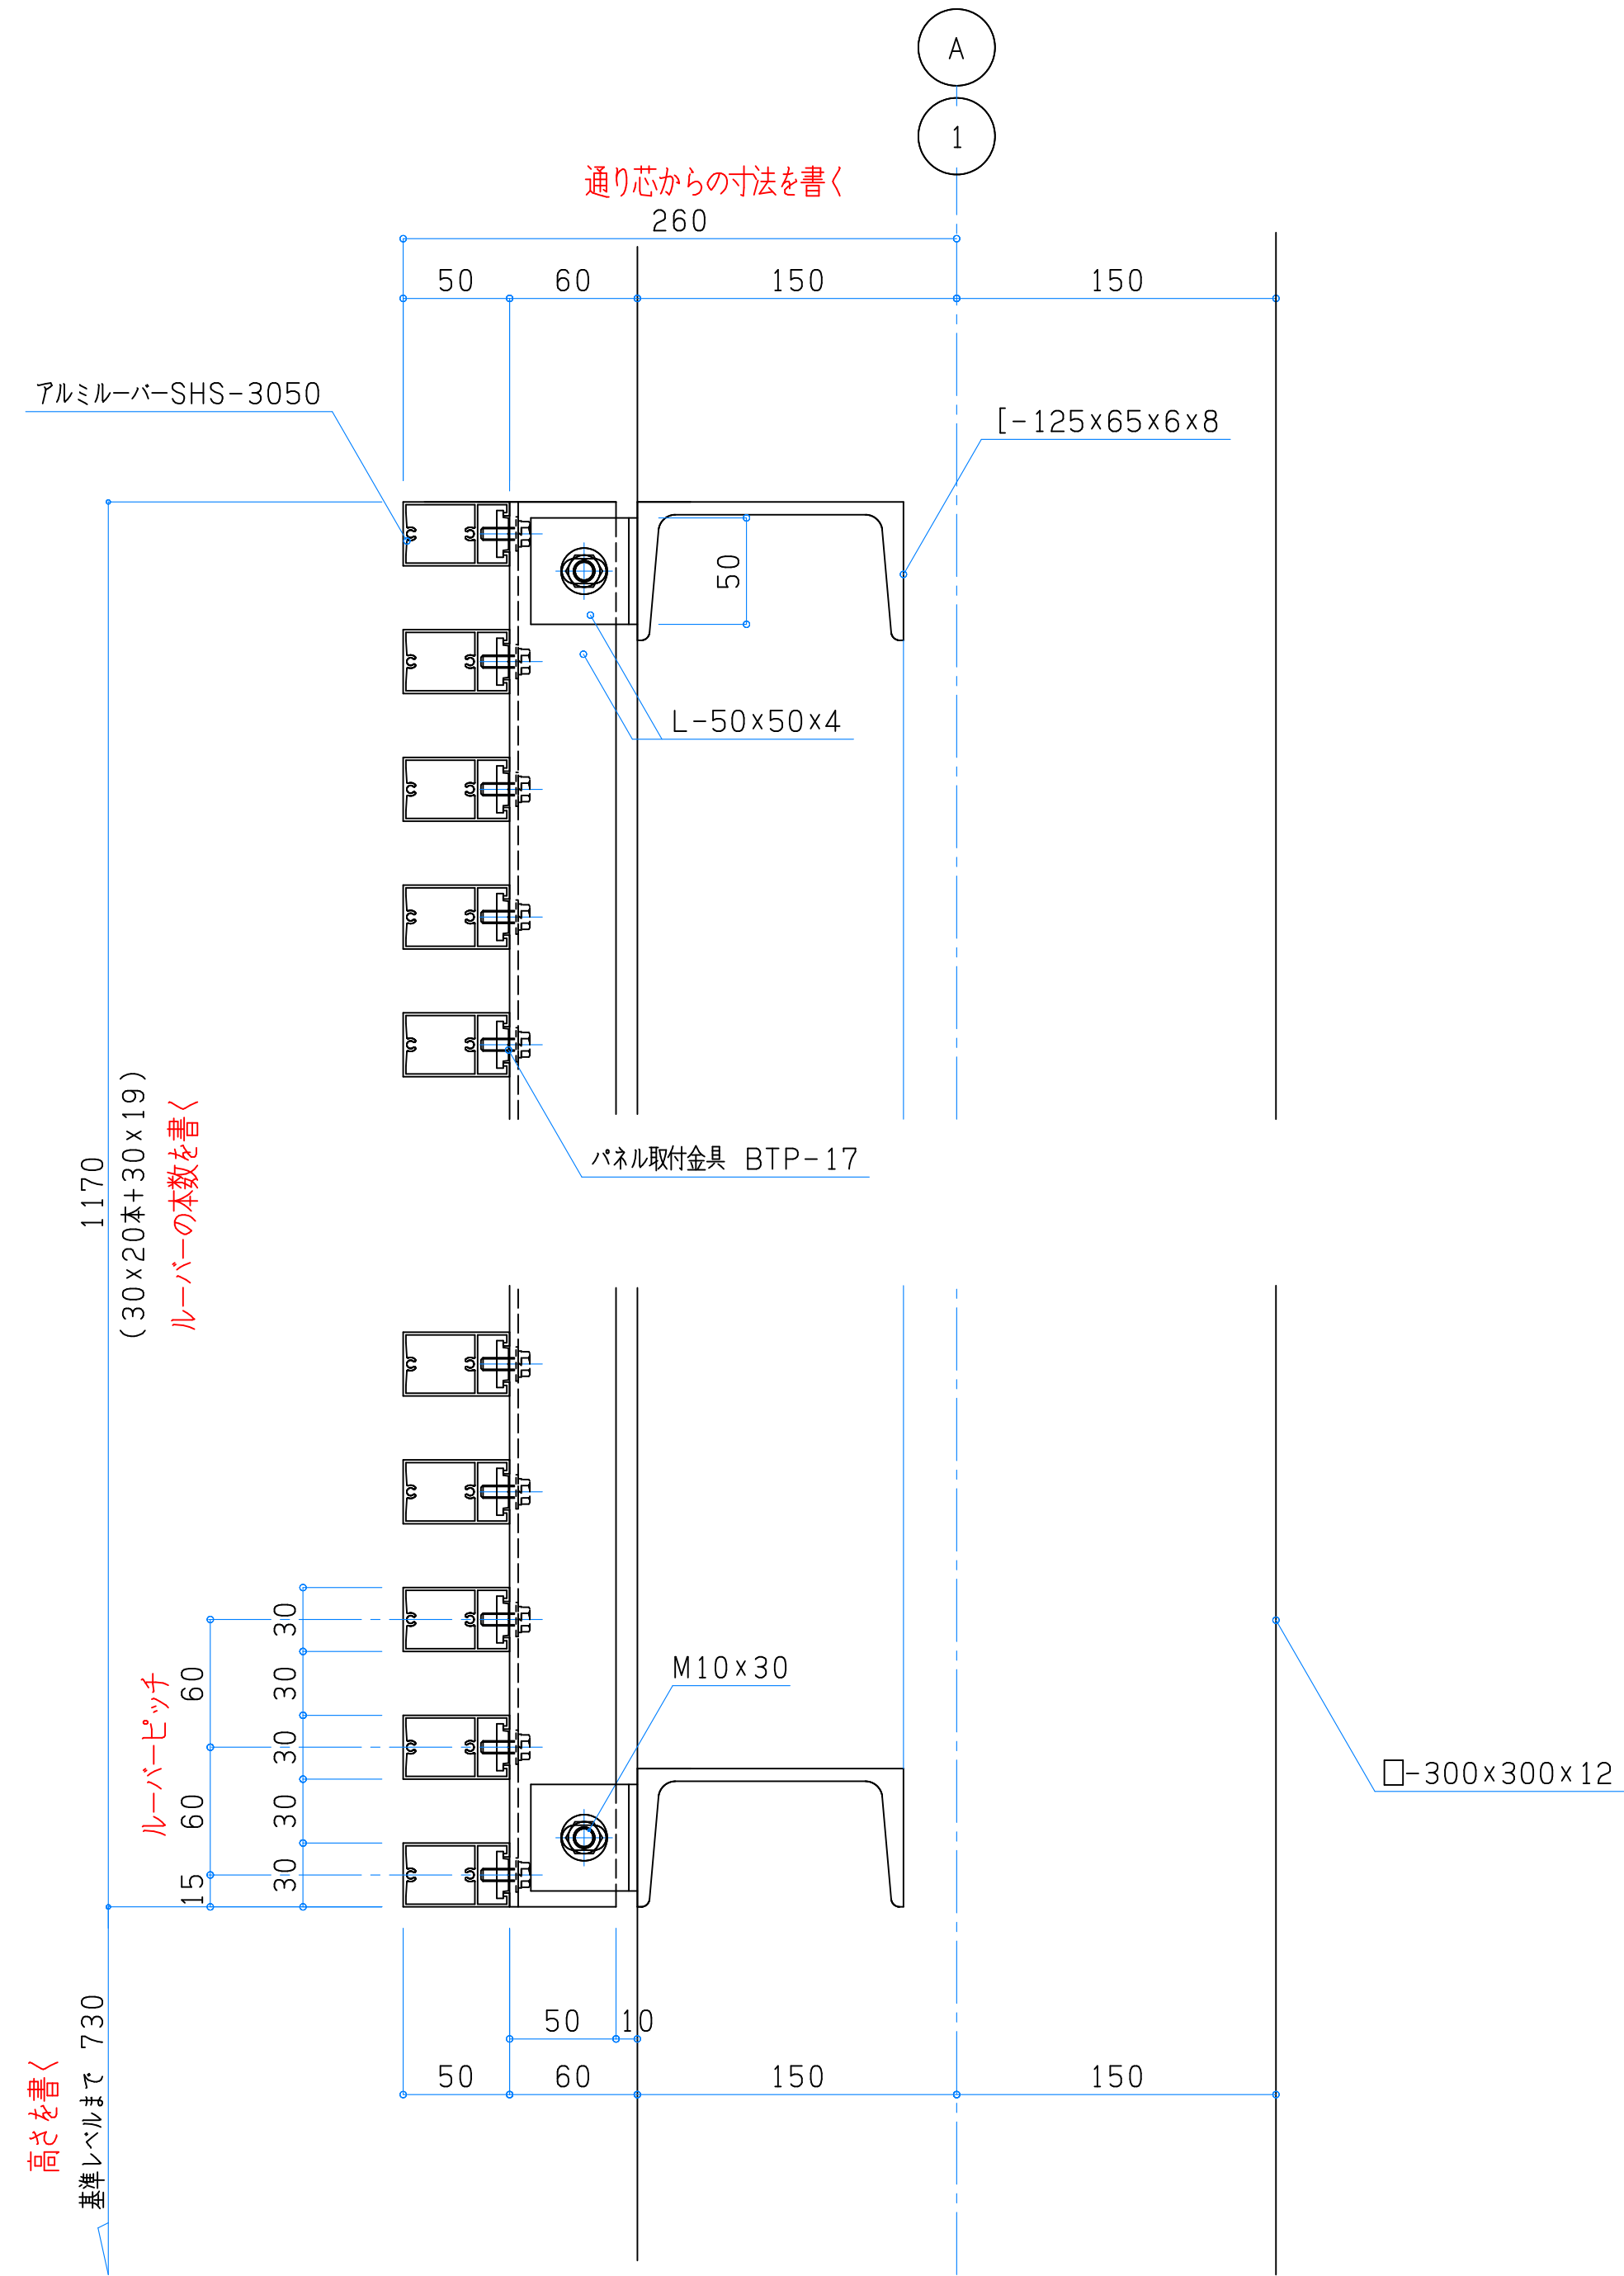 A
1
通り芯からの寸法を書く
260
50 60 150 150
アルミルーバーSHS-3050
[-125x65x6x8
50
L-50x50x4
パネル取付金具 BTP-17
1170
(30x20本+30x19)
ルーバーの本数を書く
M10x30
ルーバーピッチ
60
60
15
30
30
30
30
30
□-300x300x12
50 10
50 60 150 150
高さを書く
基準レベルまで 730